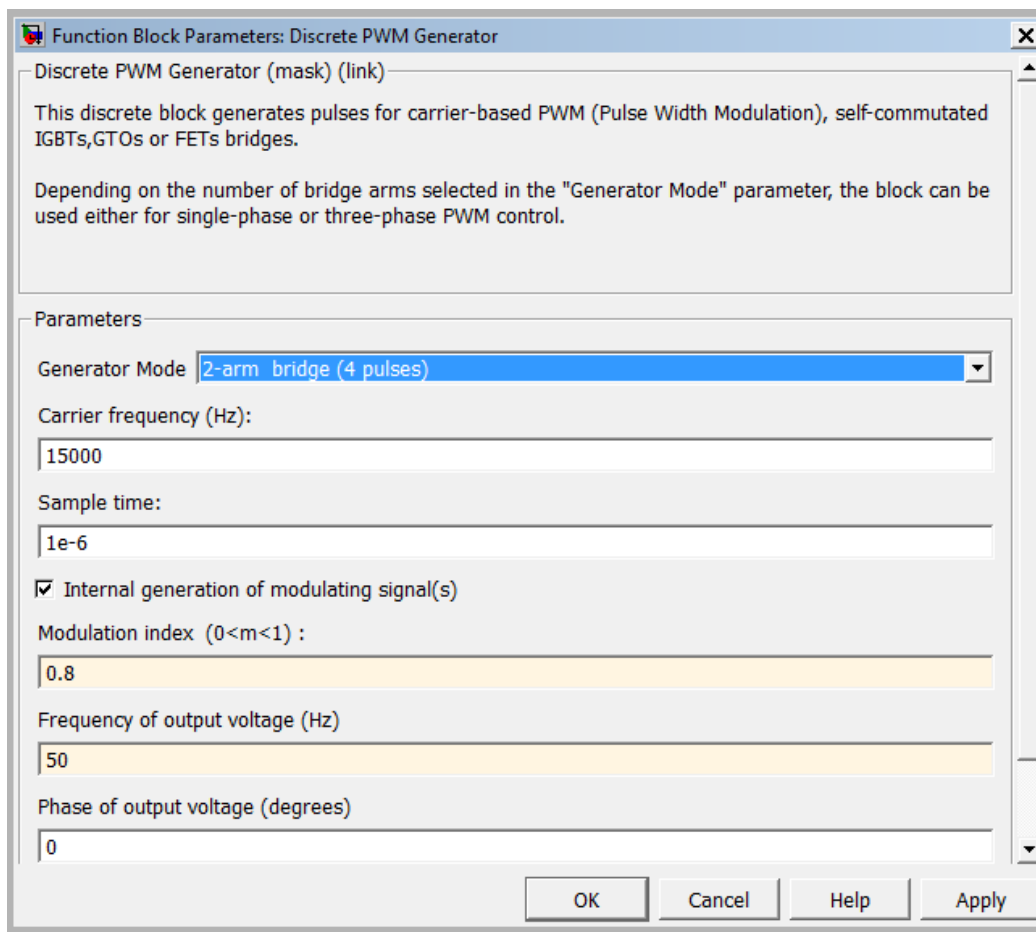 Function Block Parameters: Discrete PWM Generator
Discrete PWM Generator (mask) (link)
This discrete block generates pulses for carrier-based PWM (Pulse Width Modulation), self-commutated
IGBTs,GTOs or FETs bridges.
Depending on the number of bridge arms selected in the "Generator Mode" parameter, the block can be
used either for single-phase or three-phase PWM control.
Parameters
Generator Mode 2-arm  bridge (4 pulses)
Carrier frequency (Hz):
15000
Sample time:
1e-6
Internal generation of modulating signal(s)
Modulation index  (0<m<1) :
0.8
Frequency of output voltage (Hz)
50
Phase of output voltage (degrees)
0
OK Cancel Help Apply